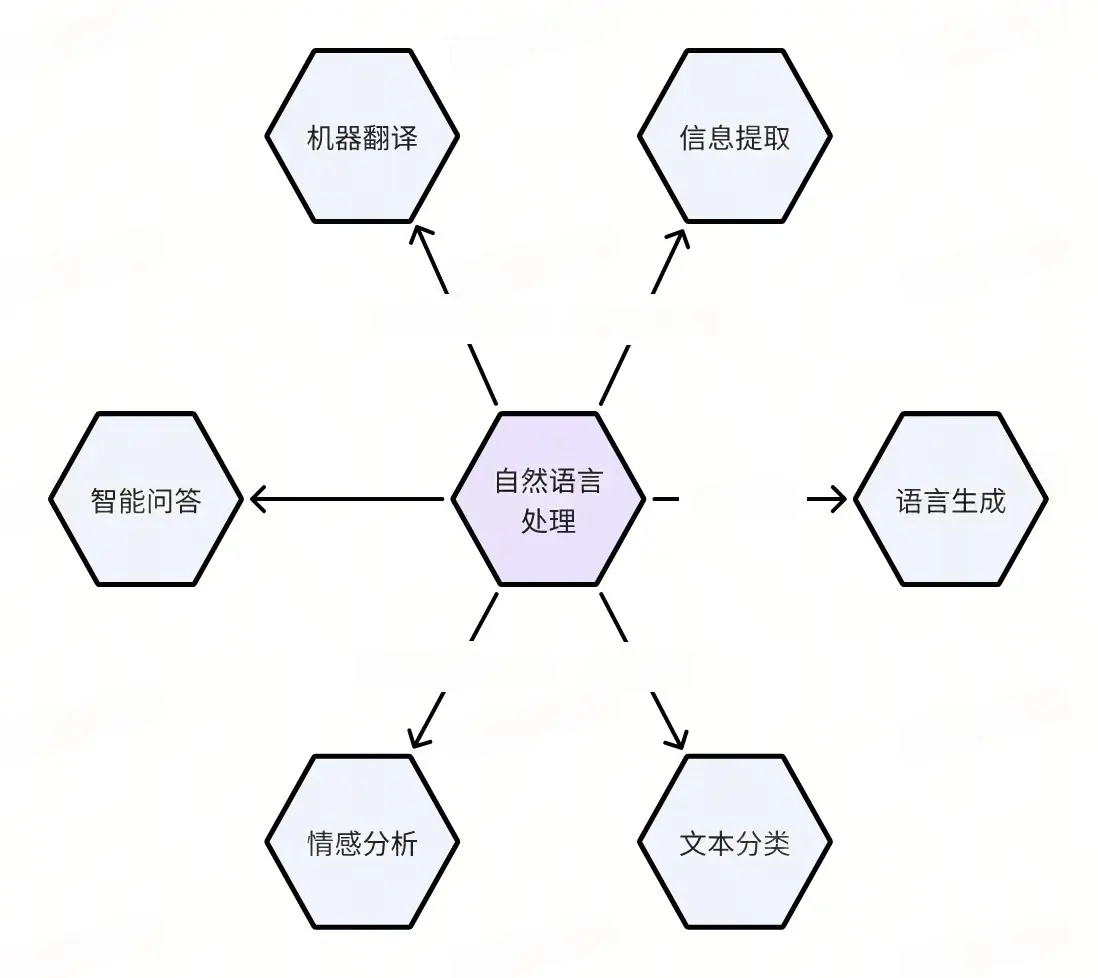 机器翻译
信息提取
智能问答
自然语言
处理
语言生成
情感分析
文本分类